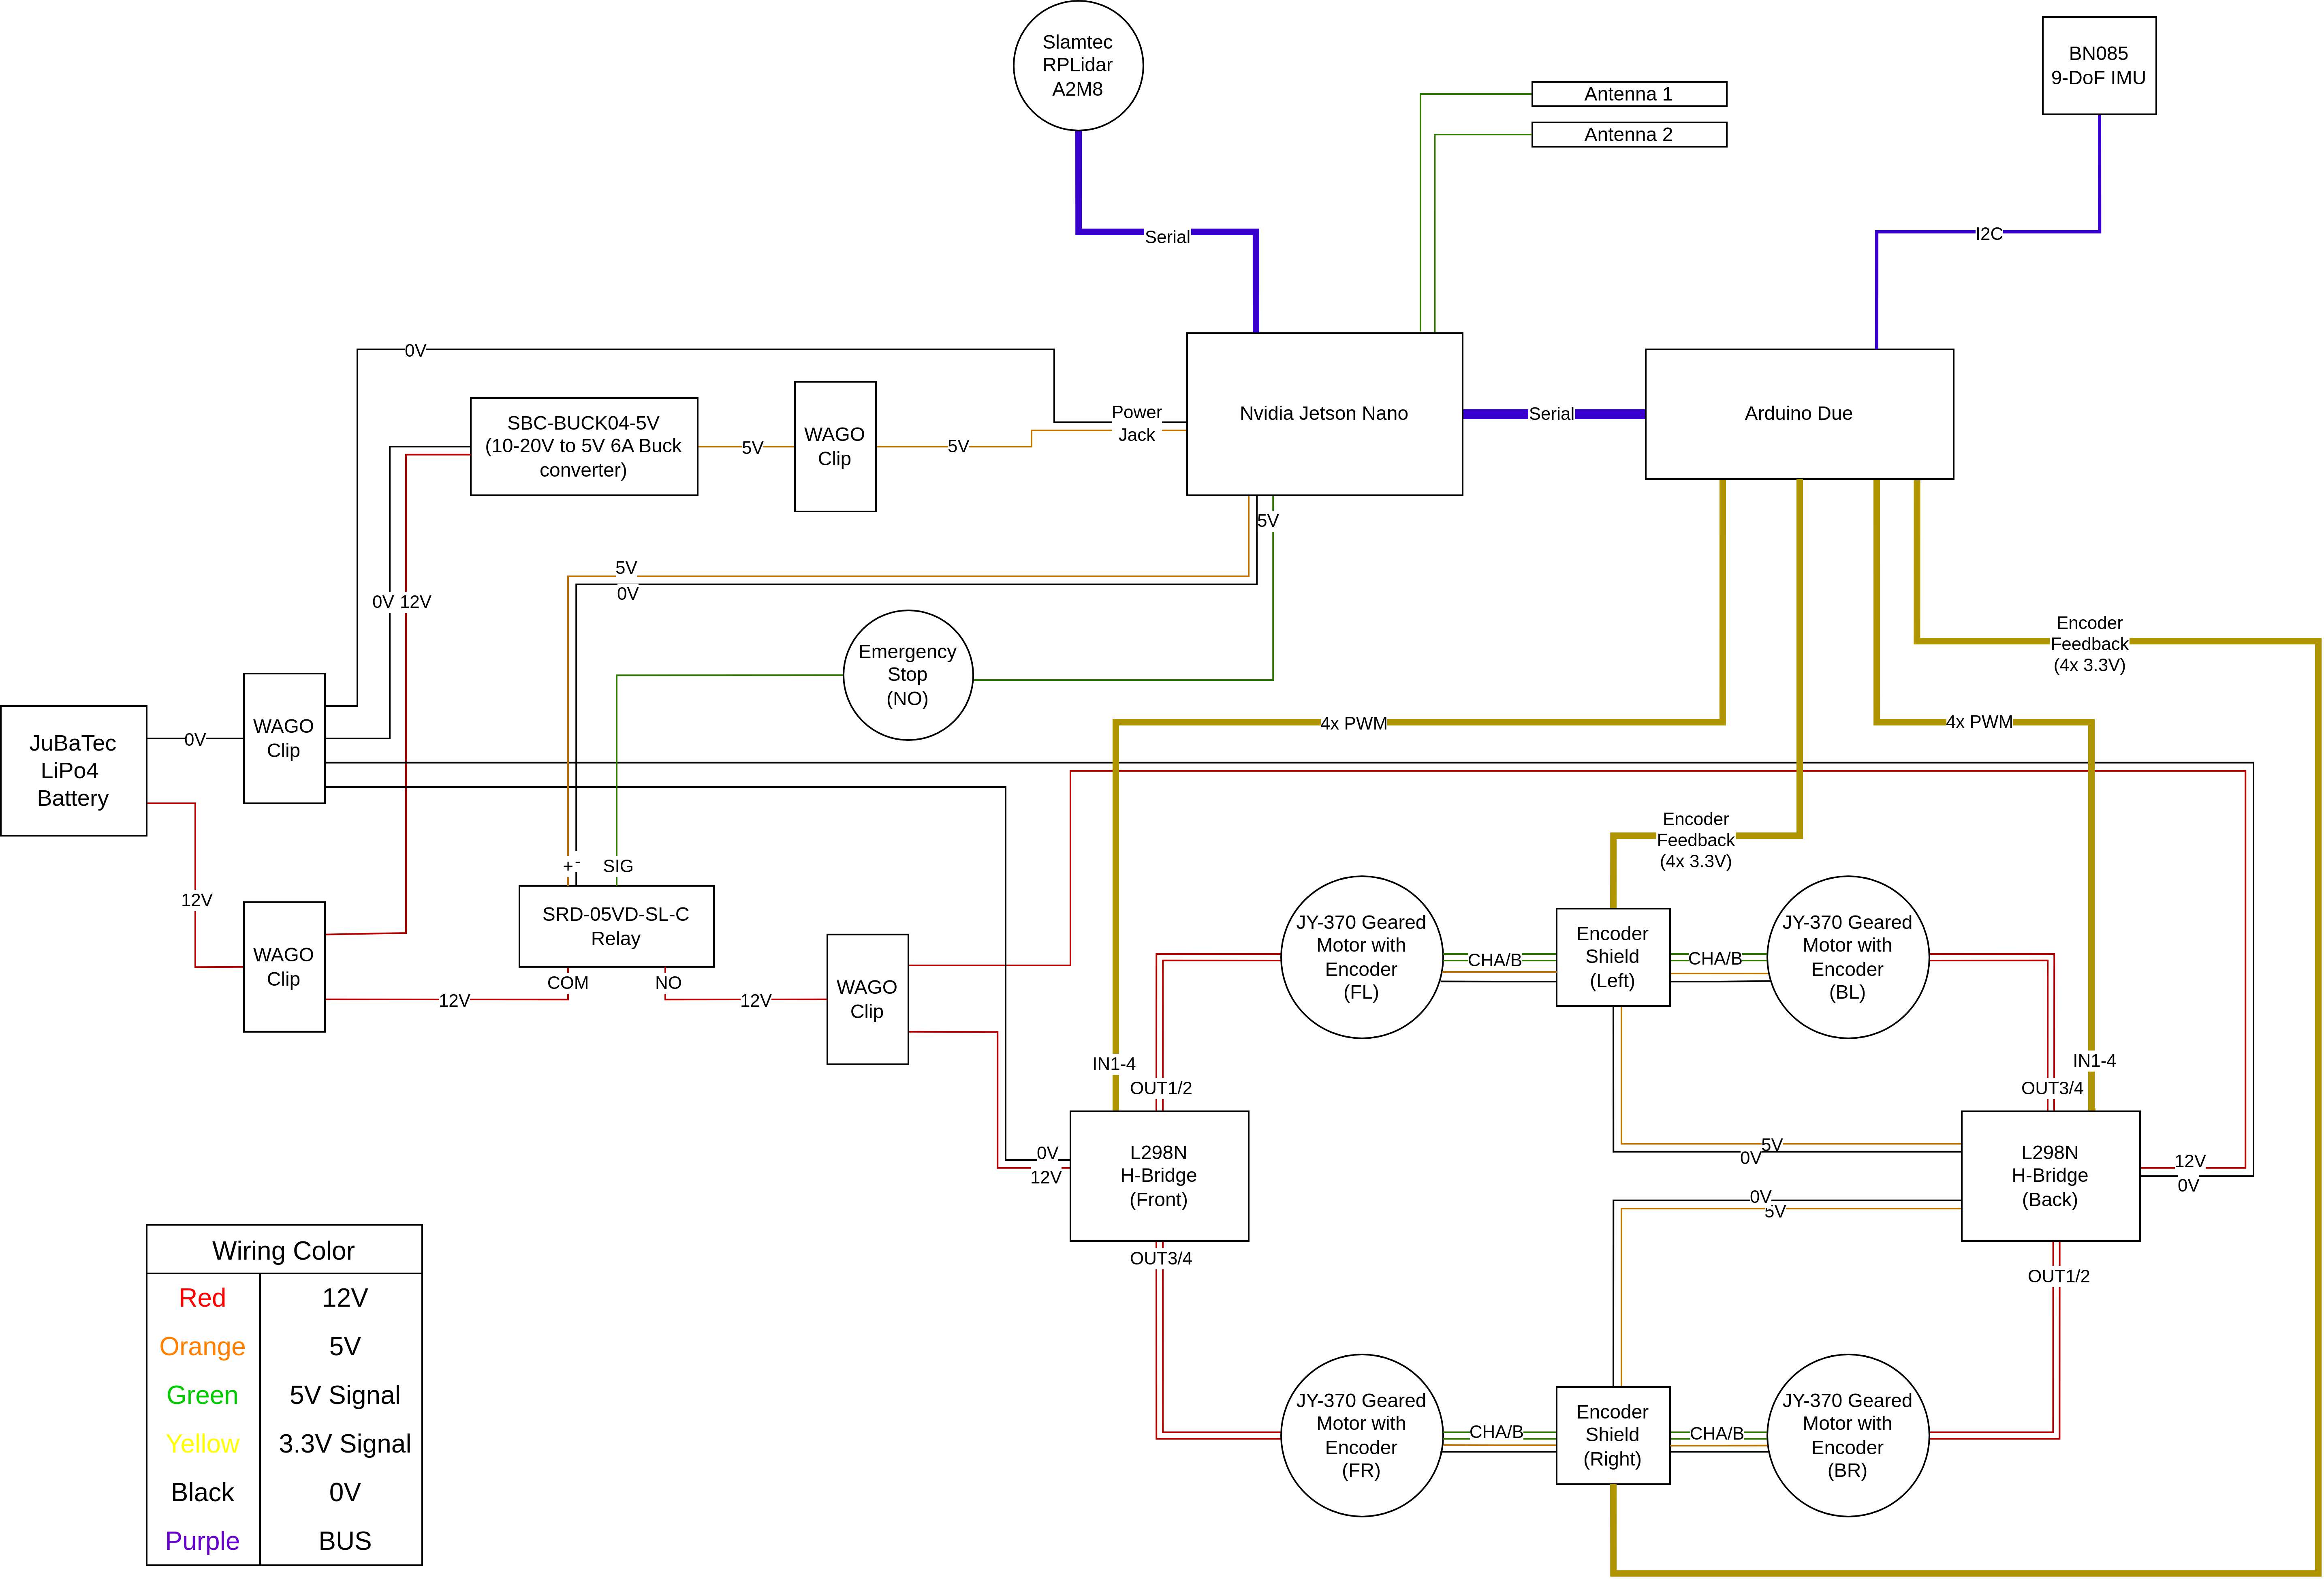 Slamtec
RPLidar
A2M8
BN085
9-DoF IMU
Antenna 1
Antenna 2
Serial
I2C
0V
SBC-BUCK04-5V
(10-20V to 5V 6A Buck
converter)
5V
WAGO
Clip
5V
Power
Jack
Nvidia Jetson Nano
Serial
Arduino Due
5V
5V
0V
0V
12V
Emergency
Stop
(NO)
Encoder
Feedback
(4x 3.3V)
4x PWM
4x PWM
JuBaTec
LiPo4
Battery
0V
WAGO
Clip
12V
WAGO
Clip
+
-
SIG
SRD-05VD-SL-C
Relay
COM
NO
12V
12V
WAGO
Clip
Encoder
Feedback
(4x 3.3V)
JY-370 Geared
Motor with
Encoder
(FL)
CHA/B
Encoder
Shield
(Left)
CHA/B
JY-370 Geared
Motor with
Encoder
(BL)
IN1-4
OUT1/2
OUT3/4
IN1-4
0V
12V
L298N
H-Bridge
(Front)
5V
0V
L298N
H-Bridge
(Back)
12V
0V
0V
5V
OUT3/4
OUT1/2
JY-370 Geared
Motor with
Encoder
(FR)
CHA/B
Encoder
Shield
(Right)
CHA/B
JY-370 Geared
Motor with
Encoder
(BR)
Wiring Color
Red 12V
Orange 5V
Green 5V Signal
Yellow 3.3V Signal
Black 0V
Purple BUS